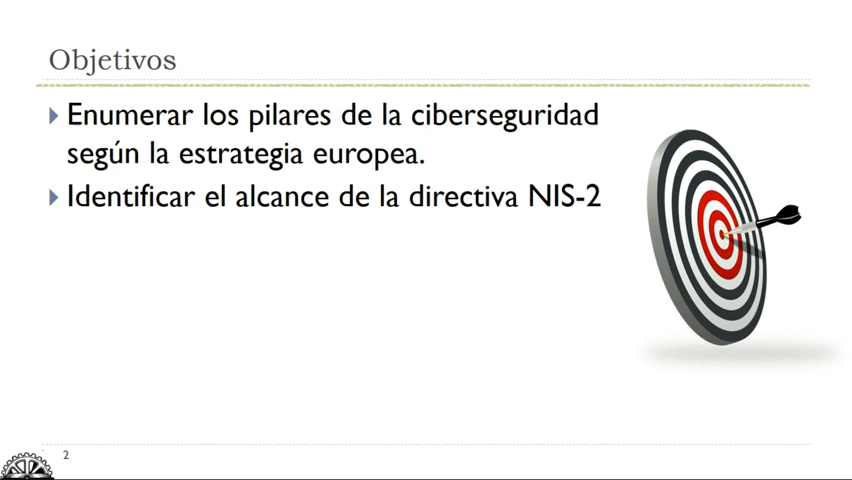 Objetivos
Enumerar los pilares de la ciberseguridad
según la estrategia europea.
Identificar el alcance de la directiva NIS-2
2